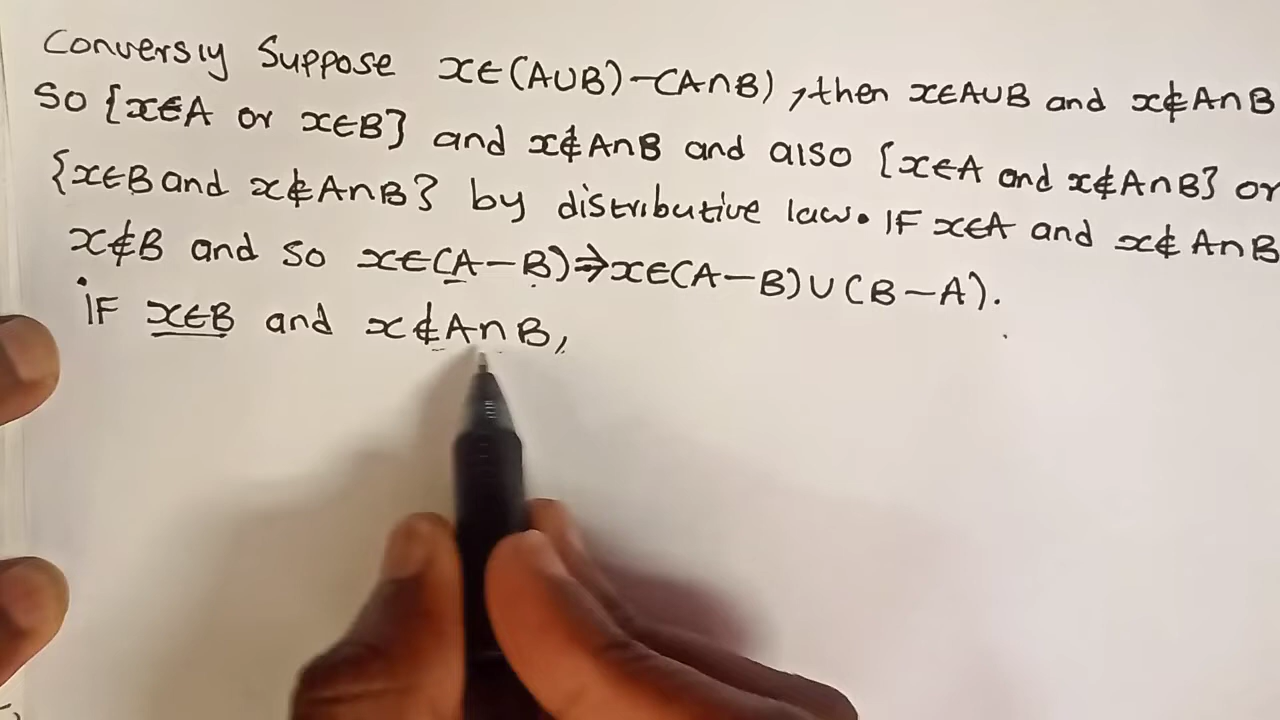 Conversly Suppose x∈(A∪B)-(A∩B), then x∈A∪B and x∉A∩B
So {x∈A or x∈B} and x∉A∩B and also {x∈A and x∉A∩B} or
{x∈B and x∉A∩B} by distributive law. IF x∈A and x∉A∩B
x∉B and so x∈(A-B)⇒x∈(A-B)∪(B-A).
IF x∈B and x∉A∩B,